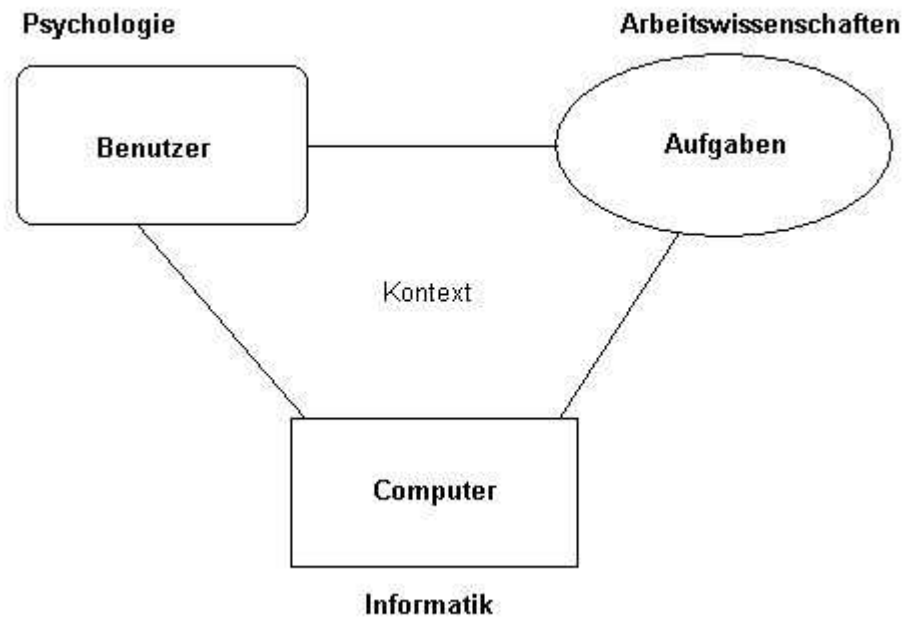 Psychologie
Arbeitswissenschaften
Benutzer
Aufgaben
Kontext
Computer
Informatik